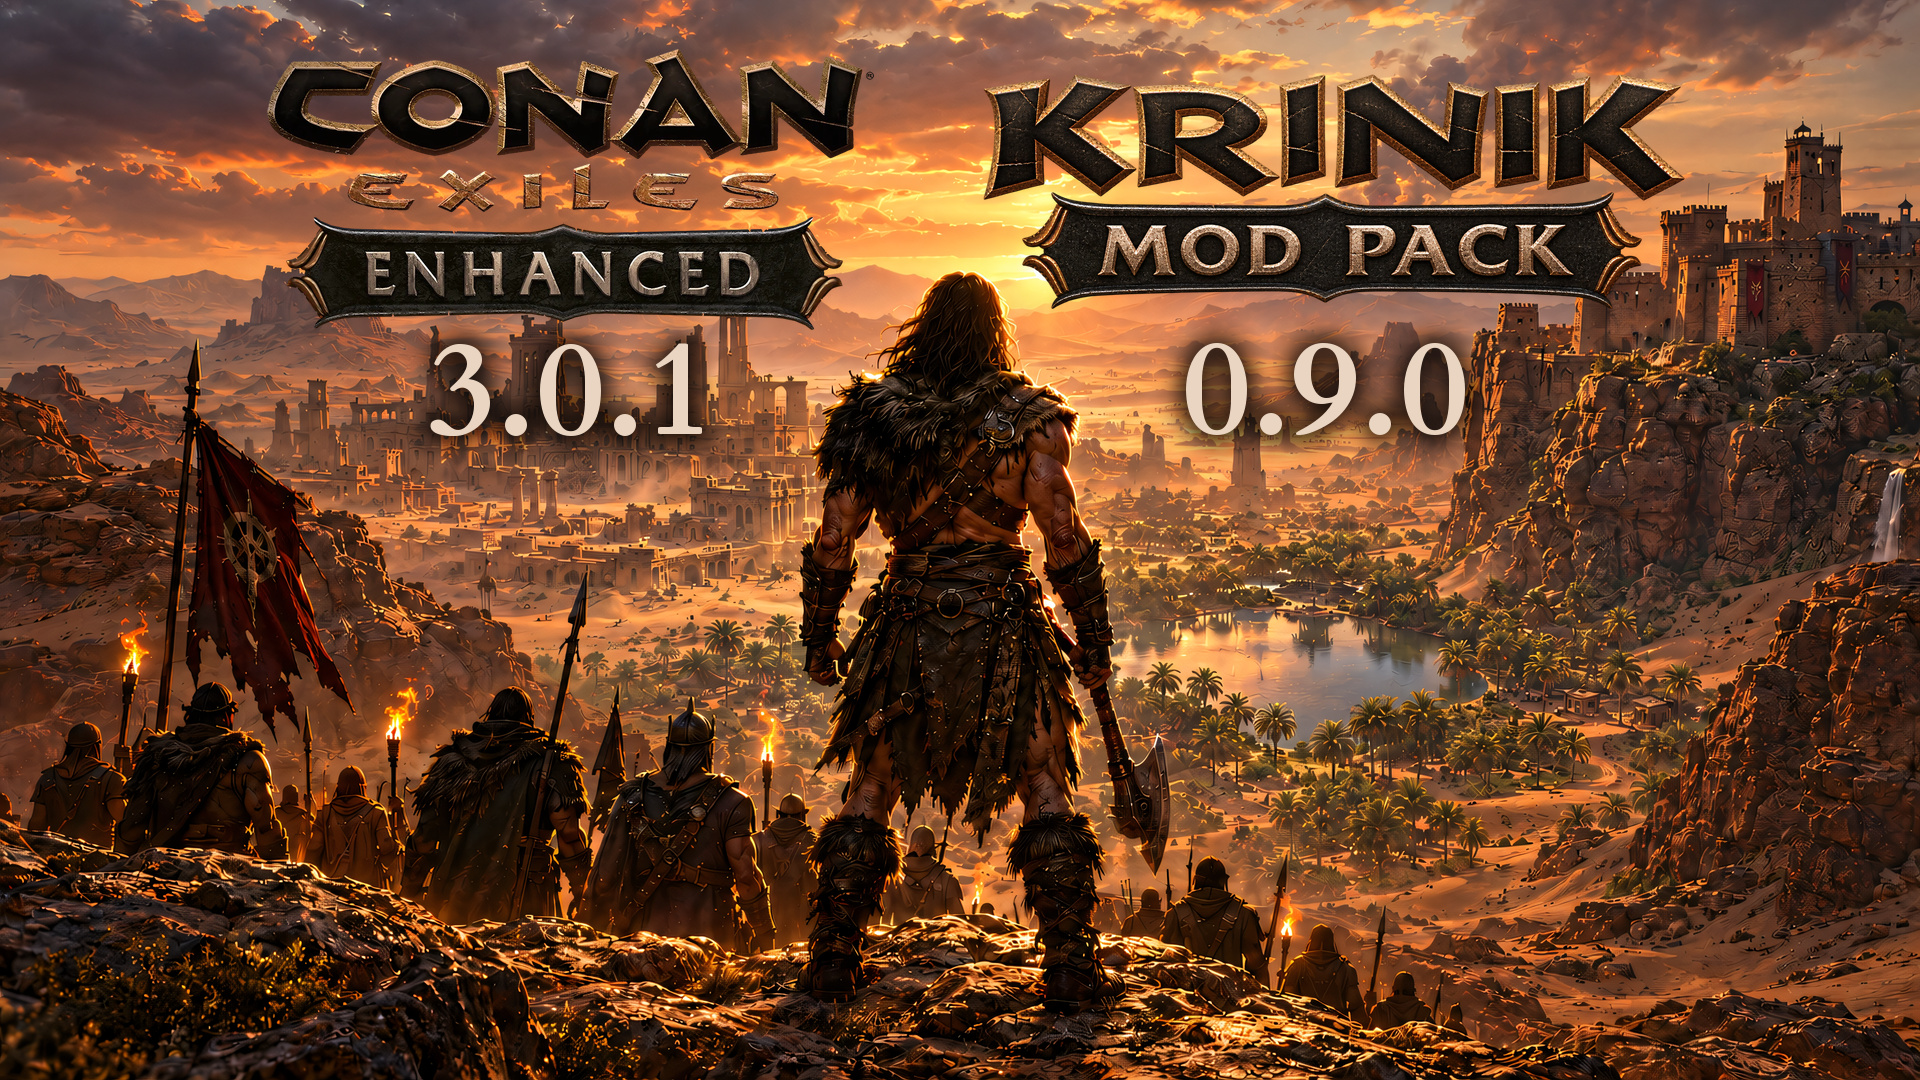 CONAN®
EXILES
ENHANCED
3.0.1
KRINIK
MOD PACK
0.9.0